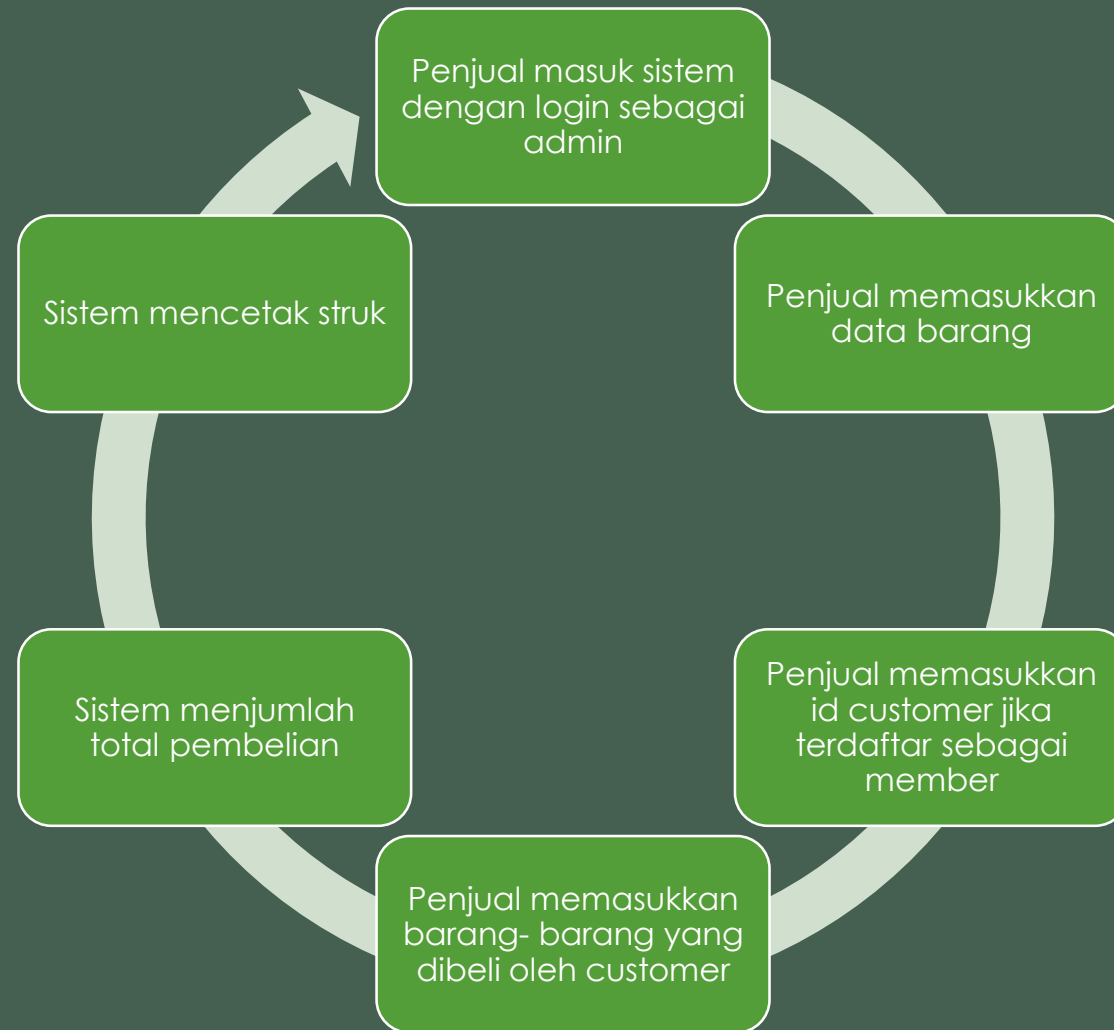 Penjual masuk sistem
dengan login sebagai
admin
Penjual memasukkan
data barang
Penjual memasukkan
id customer jika
terdaftar sebagai
member
Penjual memasukkan
barang- barang yang
dibeli oleh customer
Sistem menjumlah
total pembelian
Sistem mencetak struk